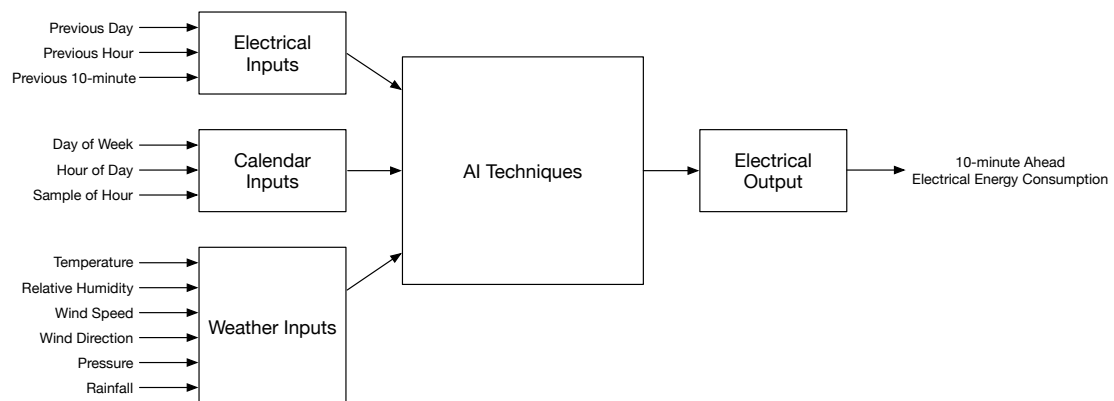 Previous Day
Previous Hour
Previous 10-minute
Electrical
Inputs
Day of Week
Hour of Day
Sample of Hour
Calendar
Inputs
Temperature
Relative Humidity
Wind Speed
Wind Direction
Pressure
Rainfall
Weather Inputs
AI Techniques
Electrical
Output
10-minute Ahead
Electrical Energy Consumption